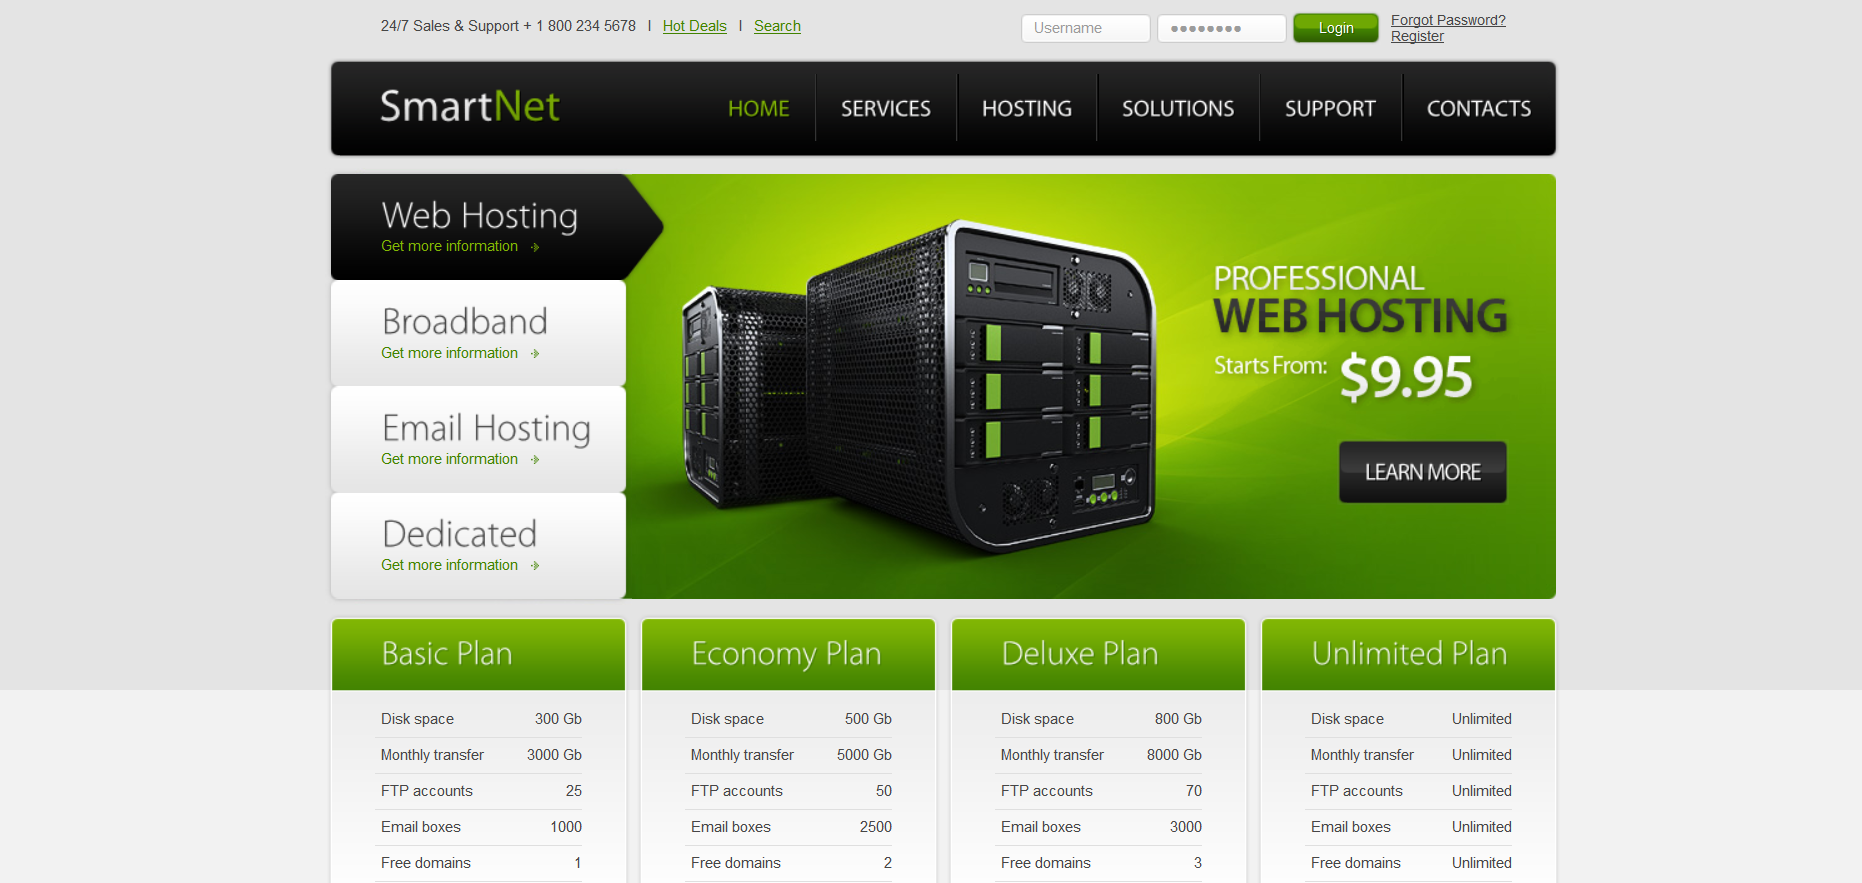 24/7 Sales & Support + 1 800 234 5678 | Hot Deals | Search
Username
Login
Forgot Password?
Register
SmartNet
HOME
SERVICES
HOSTING
SOLUTIONS
SUPPORT
CONTACTS
Web Hosting
Get more information
Broadband
Get more information
Email Hosting
Get more information
Dedicated
Get more information
PROFESSIONAL
WEB HOSTING
Starts From: $9.95
LEARN MORE
Basic Plan
Disk space 300 Gb
Monthly transfer 3000 Gb
FTP accounts 25
Email boxes 1000
Free domains 1
Economy Plan
Disk space 500 Gb
Monthly transfer 5000 Gb
FTP accounts 50
Email boxes 2500
Free domains 2
Deluxe Plan
Disk space 800 Gb
Monthly transfer 8000 Gb
FTP accounts 70
Email boxes 3000
Free domains 3
Unlimited Plan
Disk space Unlimited
Monthly transfer Unlimited
FTP accounts Unlimited
Email boxes Unlimited
Free domains Unlimited